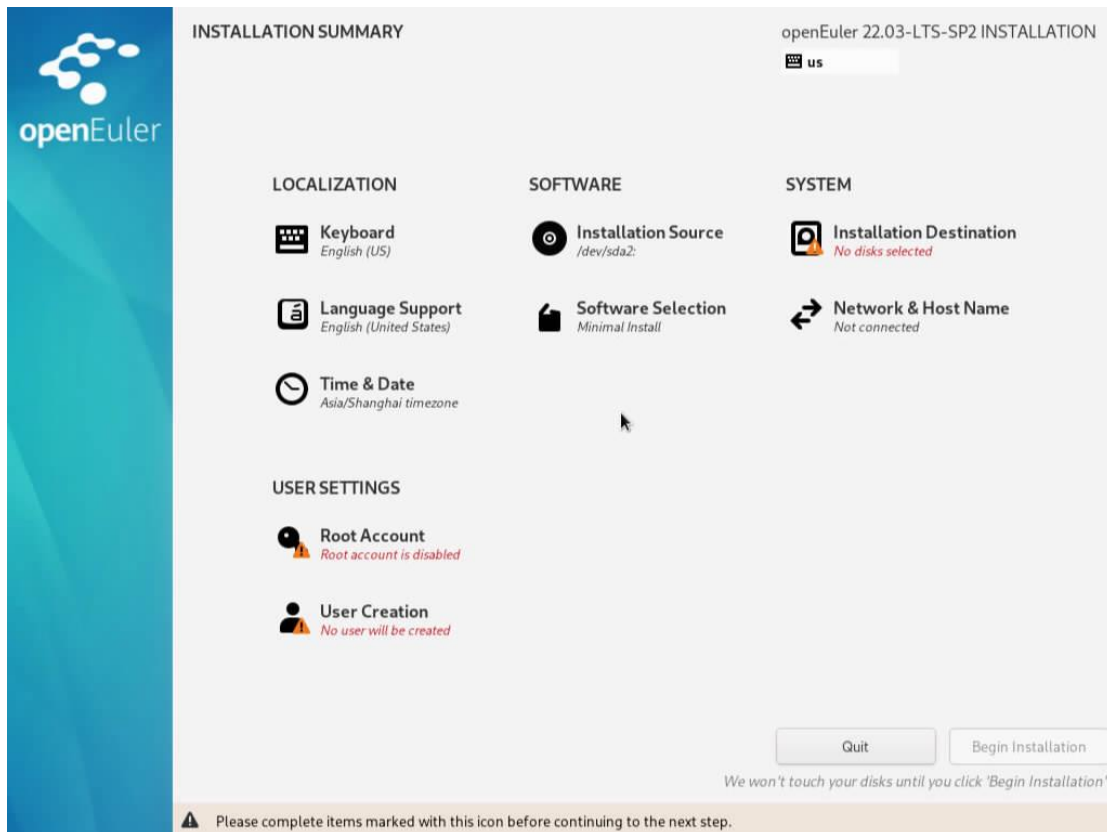 openEuler
INSTALLATION SUMMARY
openEuler 22.03-LTS-SP2 INSTALLATION
us
LOCALIZATION
Keyboard
English (US)
Language Support
English (United States)
Time & Date
Asia/Shanghai timezone
SOFTWARE
Installation Source
/dev/sda2:
Software Selection
Minimal Install
SYSTEM
Installation Destination
No disks selected
Network & Host Name
Not connected
USER SETTINGS
Root Account
Root account is disabled
User Creation
No user will be created
Quit
Begin Installation
We won't touch your disks until you click 'Begin Installation'
Please complete items marked with this icon before continuing to the next step.